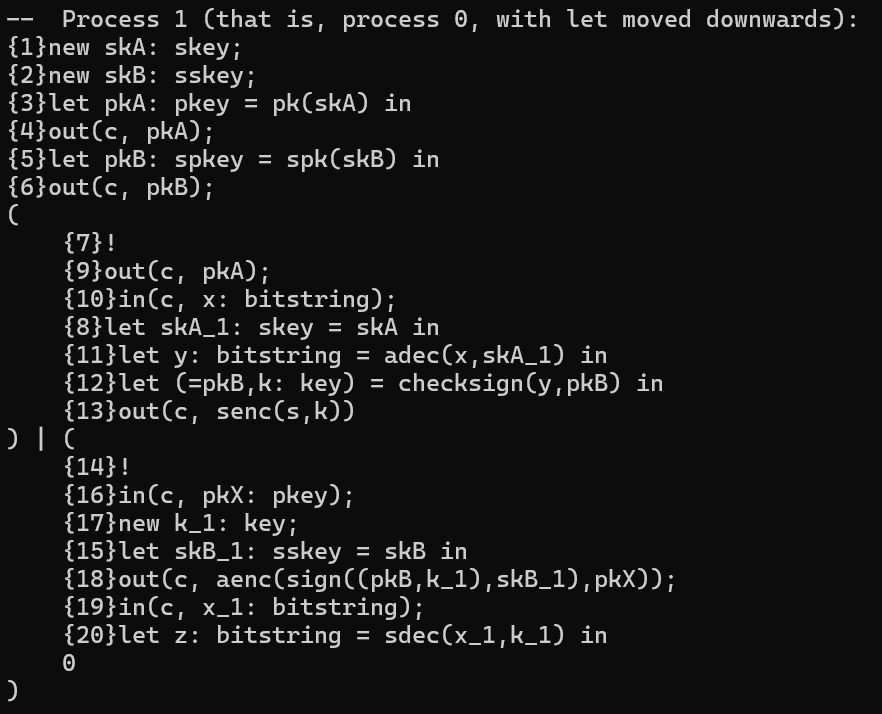 --  Process 1 (that is, process 0, with let moved downwards):
{1}new skA: skey;
{2}new skB: sskey;
{3}let pkA: pkey = pk(skA) in
{4}out(c, pkA);
{5}let pkB: spkey = spk(skB) in
{6}out(c, pkB);
(
    {7}!
    {9}out(c, pkA);
    {10}in(c, x: bitstring);
    {8}let skA_1: skey = skA in
    {11}let y: bitstring = adec(x,skA_1) in
    {12}let (=pkB,k: key) = checksign(y,pkB) in
    {13}out(c, senc(s,k))
) | (
    {14}!
    {16}in(c, pkX: pkey);
    {17}new k_1: key;
    {15}let skB_1: sskey = skB in
    {18}out(c, aenc(sign((pkB,k_1),skB_1),pkX));
    {19}in(c, x_1: bitstring);
    {20}let z: bitstring = sdec(x_1,k_1) in
    0
)